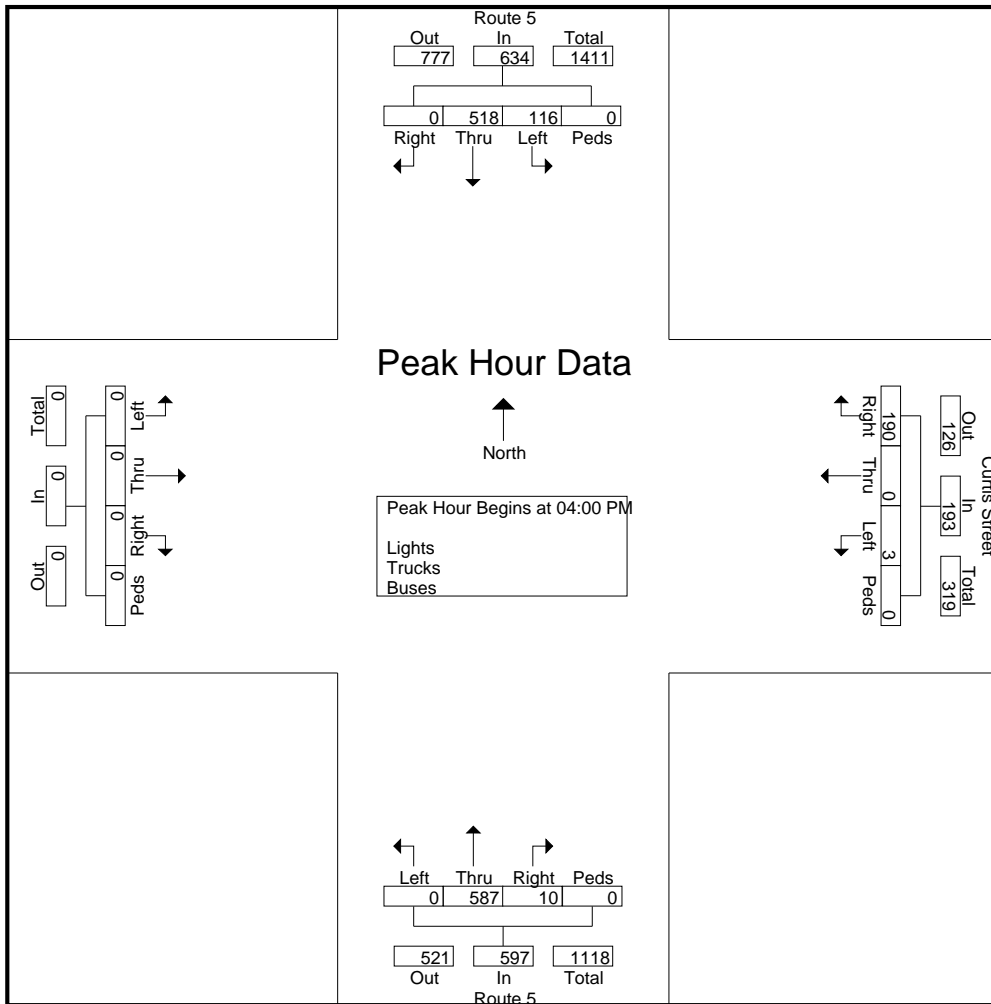 Route 5
Out In Total
777 634 1411
0 518 116 0
Right Thru Left Peds
Peak Hour Data
North
Peak Hour Begins at 04:00 PM
Lights
Trucks
Buses
Left Thru Right Peds
0 0 0 0
Out In Total
0 0 0
Right Thru Left Peds
190 0 3 0
Out In Total
126 193 319
Curtis Street
Left Thru Right Peds
0 587 10 0
521 597 1118
Out In Total
Route 5